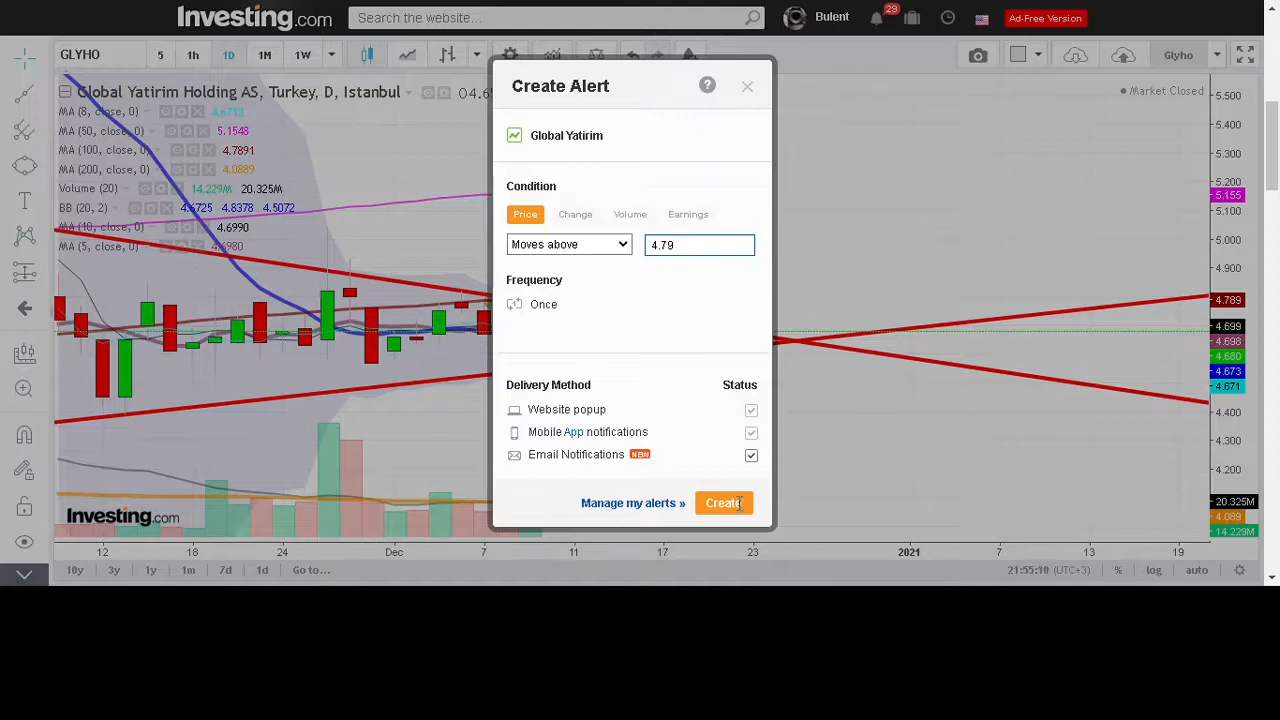 Investing.com
Search the website...
29
Bulent
Ad-Free Version
GLYHO
5
1h
1D
1M
1W
Glyho
Global Yatirim Holding AS, Turkey, D, Istanbul
Market Closed
MA (8, close, 0)
4.6713
MA (50, close, 0)
5.1548
MA (100, close, 0)
4.7891
MA (200, close, 0)
4.0889
Volume (20)
14.229M
20.325M
BB (20, 2)
4.6725
4.8378
4.5072
4.6990
MA (5, close, 0)
4.6980
Create Alert
?
Global Yatirim
Condition
Price
Change
Volume
Earnings
Moves above
4.79
Frequency
Once
Delivery Method
Status
Website popup
Mobile App notifications
Email Notifications
NEW
Manage my alerts »
Create
5.500
5.400
5.300
5.200
5.155
5.100
5.000
4.900
4.789
4.699
4.698
4.680
4.673
4.671
4.400
4.300
4.200
20.325M
4.089
14.229M
Investing.com
12
18
24
Dec
7
11
17
23
2021
7
13
19
10y
3y
1y
1m
7d
1d
Go to...
21:55:10 (UTC+3)
%
log
auto